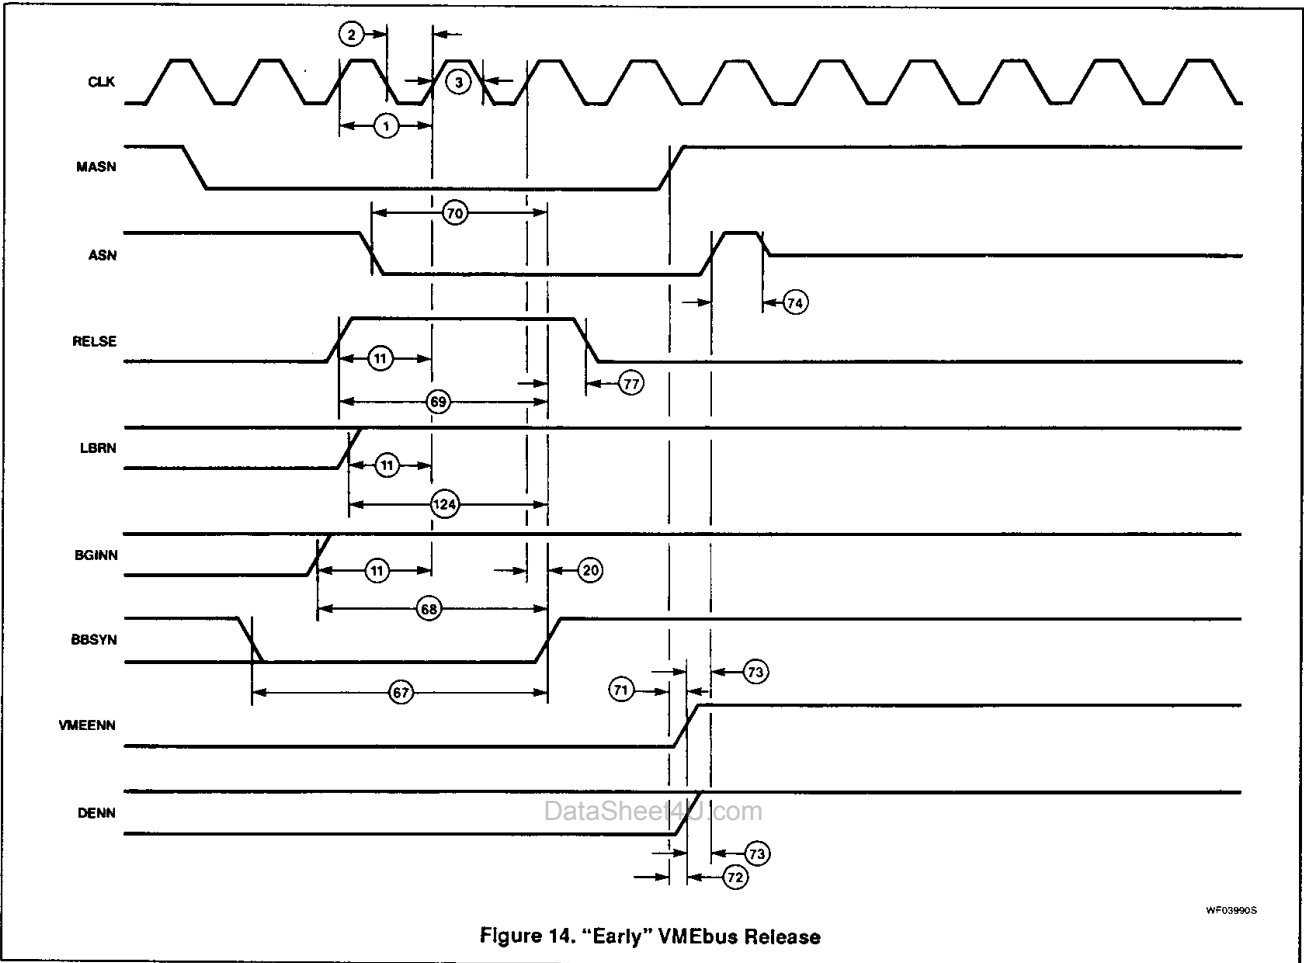 2
CLK
3
1
MASN
70
ASN
74
RELSE
11
77
69
LBRN
11
124
BGINN
11
20
68
BBSYN
73
71
67
VMEENN
DataSheet4U.com
DENN
73
72
WF03990S
Figure 14. “Early” VMEbus Release